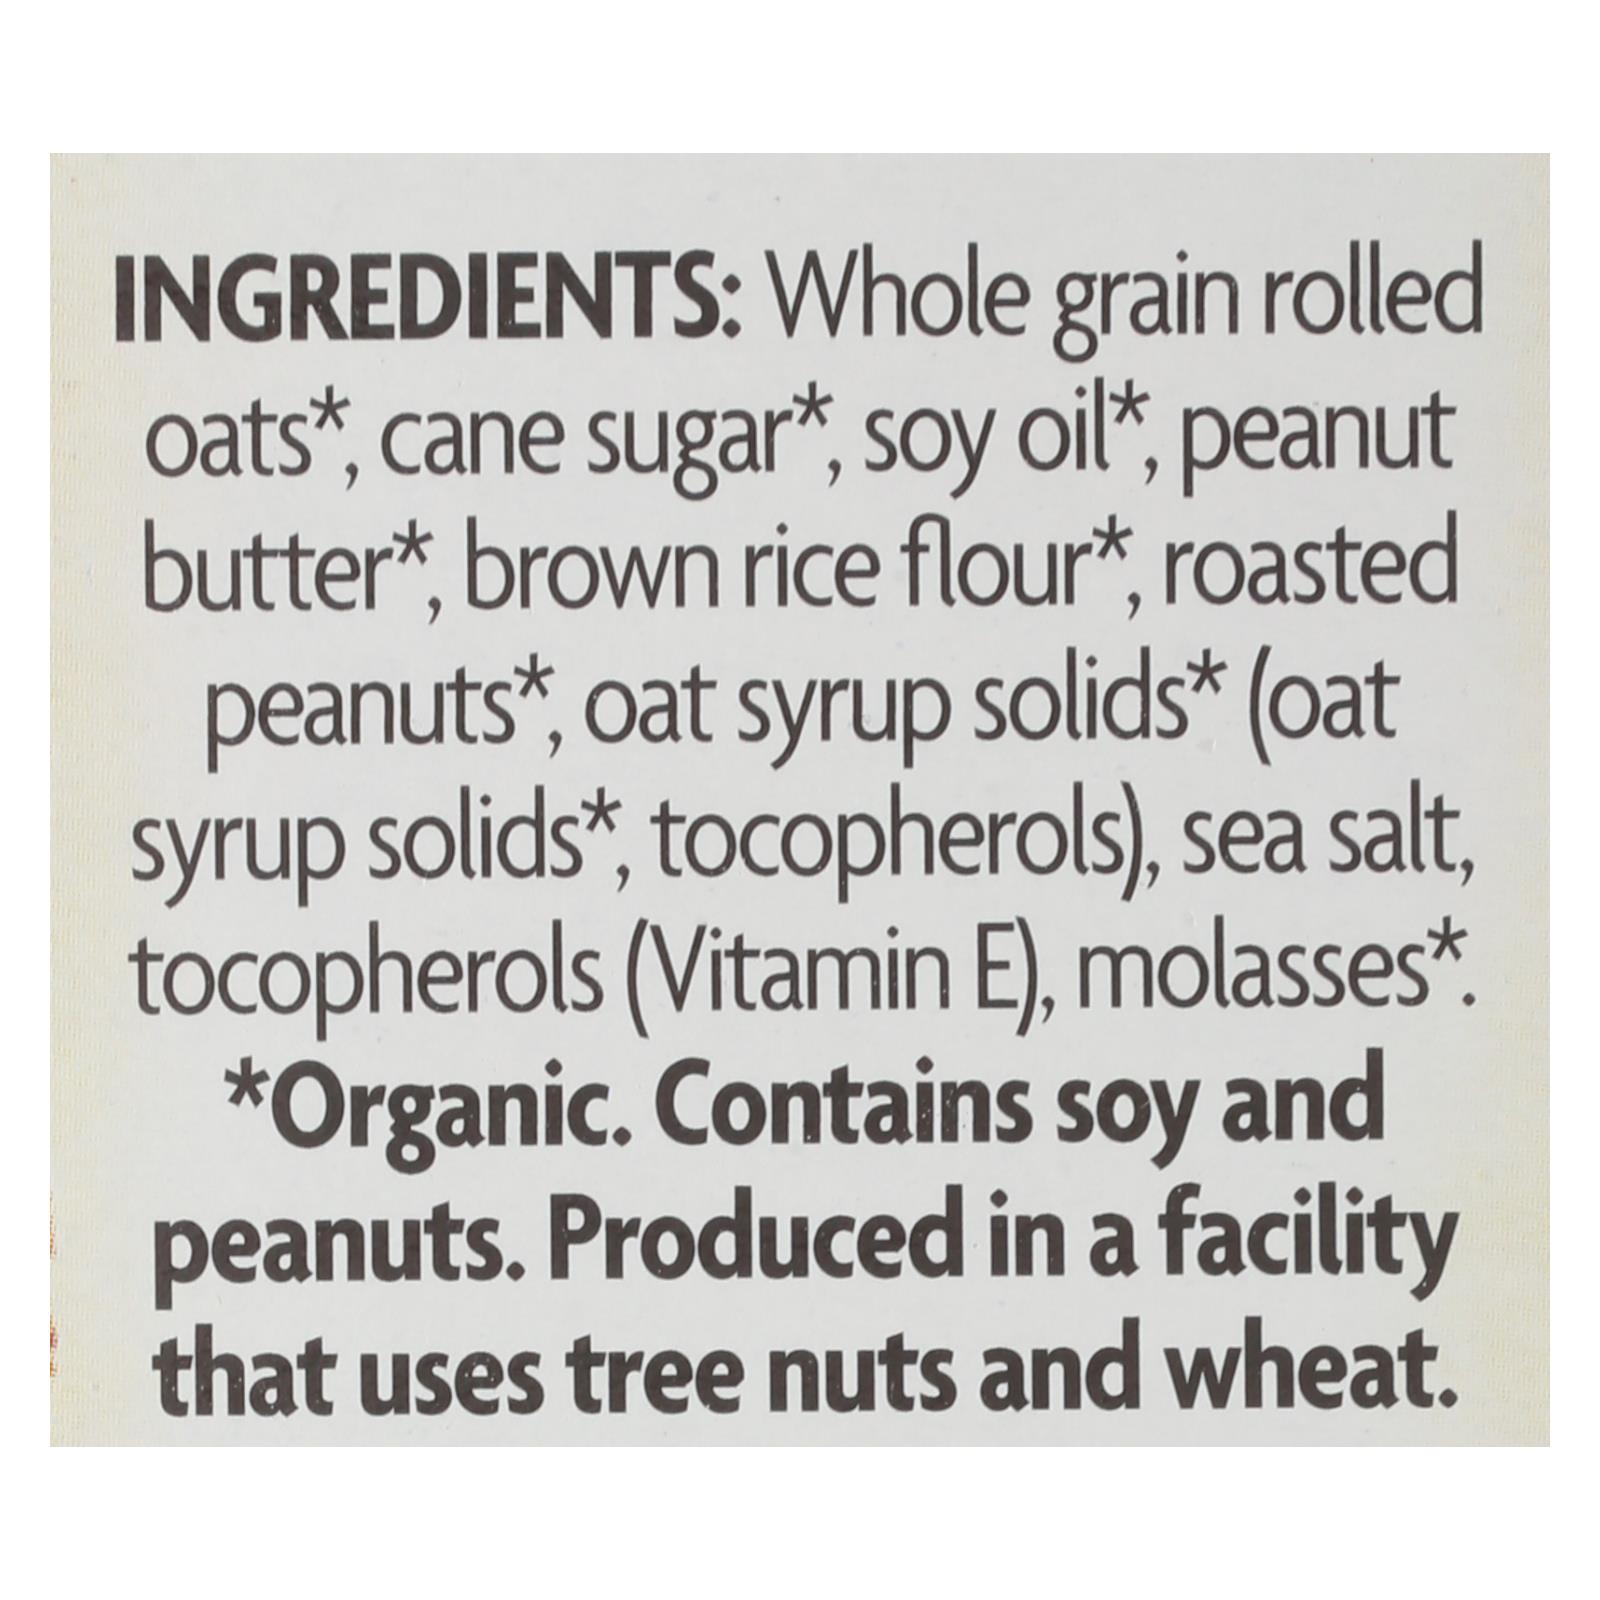 INGREDIENTS: Whole grain rolled
oats*, cane sugar*, soy oil*, peanut
butter*, brown rice flour*, roasted
peanuts*, oat syrup solids* (oat
syrup solids*, tocopherols), sea salt,
tocopherols (Vitamin E), molasses*.
*Organic. Contains soy and
peanuts. Produced in a facility
that uses tree nuts and wheat.